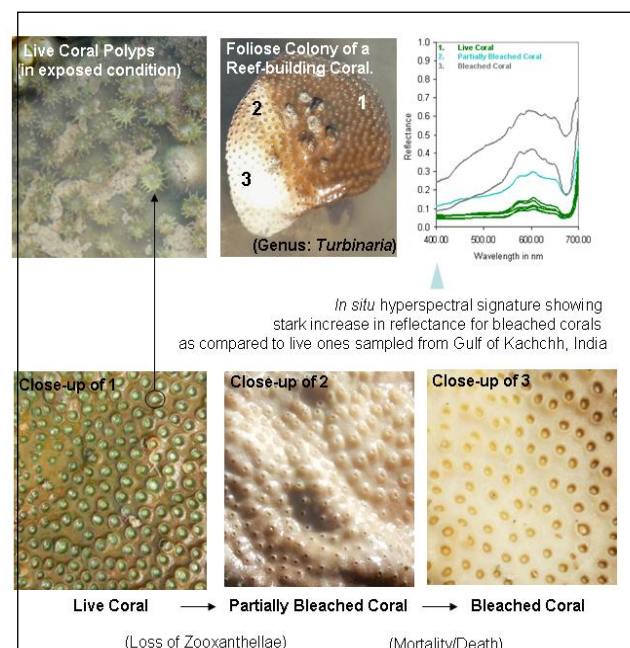 Live Coral Polyps
(in exposed condition)
Foliose Colony of a
Reef-building Coral.
1
2
3
(Genus: Turbinaria)
1. Live Coral
2. Partially Bleached Coral
3. Bleached Coral
Reflectance
1.0
0.9
0.8
0.7
0.6
0.5
0.4
0.3
0.2
0.1
0.0
400.00 500.00 600.00 700.00
Wavelength in nm
In situ hyperspectral signature showing
stark increase in reflectance for bleached corals
as compared to live ones sampled from Gulf of Kachchh, India
Close-up of 1
Close-up of 2
Close-up of 3
Live Coral
Partially Bleached Coral
Bleached Coral
(Loss of Zooxanthellae)
(Mortality/Death)